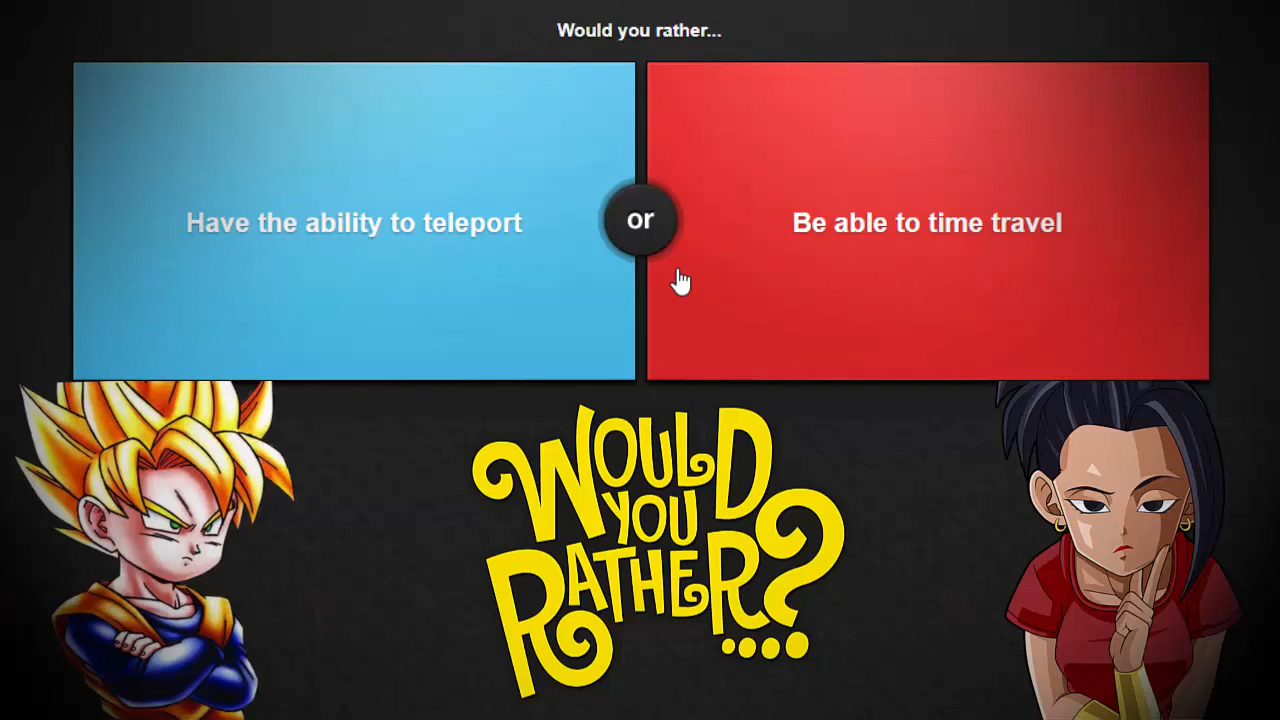 Would you rather...
Have the ability to teleport
or
Be able to time travel
WOULD
YOU
RATHER....?